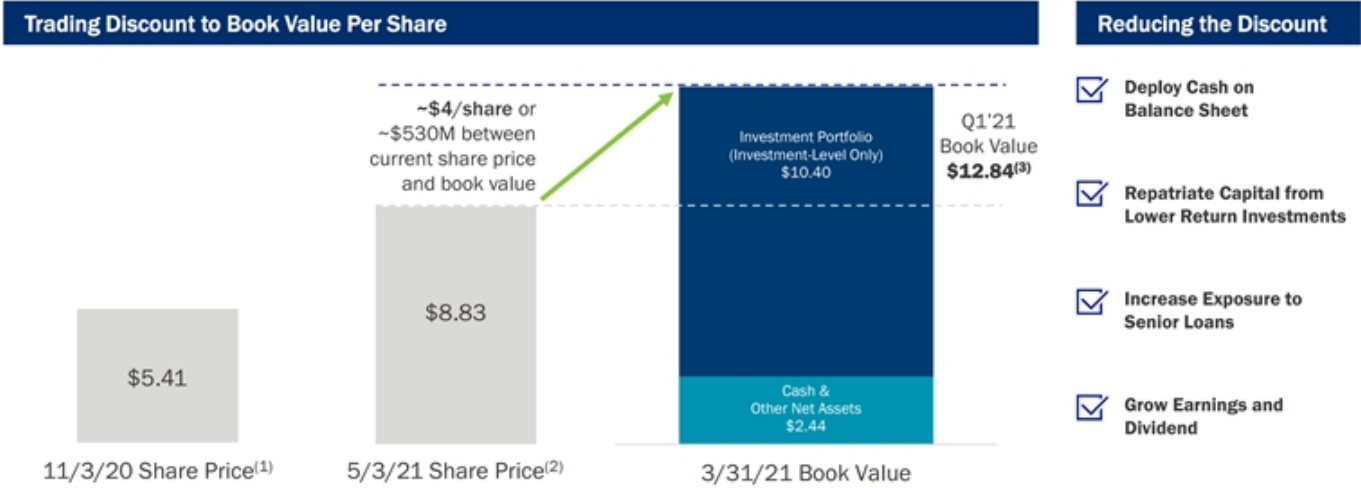 Trading Discount to Book Value Per Share
~$4/share or
~$530M between
current share price
and book value
Investment Portfolio
(Investment-Level Only)
$10.40
Q1'21
Book Value
$12.84(3)
$5.41
$8.83
Cash &
Other Net Assets
$2.44
11/3/20 Share Price(1)
5/3/21 Share Price(2)
3/31/21 Book Value
Reducing the Discount
Deploy Cash on
Balance Sheet
Repatriate Capital from
Lower Return Investments
Increase Exposure to
Senior Loans
Grow Earnings and
Dividend